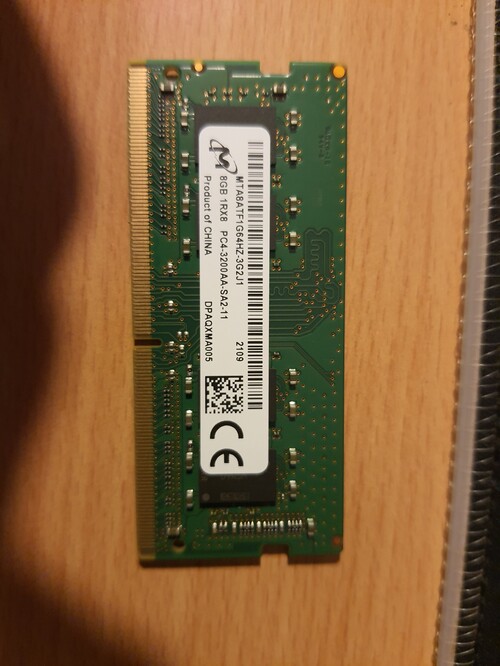 MTA8ATF1G64HZ-3G2J1
8GB 1RX8 PC4-3200AA-SA2-11
Product of CHINA
2109
DPAQXMA005
CE